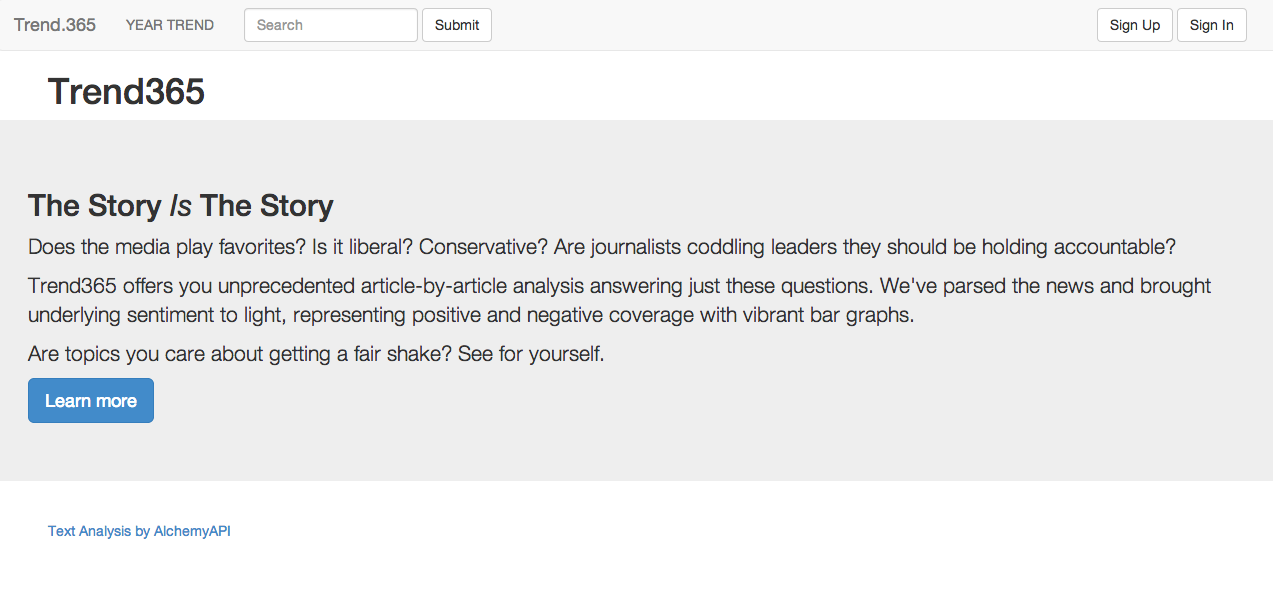 Trend.365 YEAR TREND Search Submit Sign Up Sign In
Trend365
The Story Is The Story
Does the media play favorites? Is it liberal? Conservative? Are journalists coddling leaders they should be holding accountable?
Trend365 offers you unprecedented article-by-article analysis answering just these questions. We've parsed the news and brought
underlying sentiment to light, representing positive and negative coverage with vibrant bar graphs.
Are topics you care about getting a fair shake? See for yourself.
Learn more
Text Analysis by AlchemyAPI